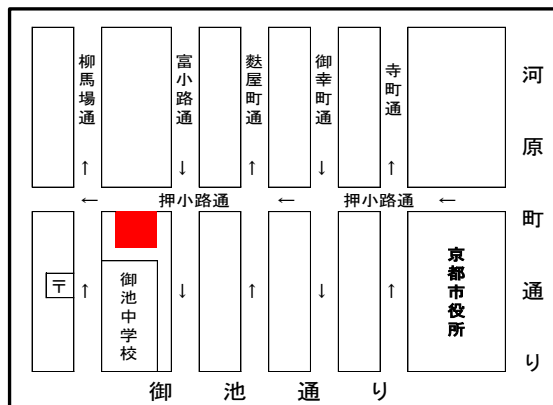 柳馬場通
富小路通
麩屋町通
御幸町通
寺町通
河原町通り
↑
↓
↑
↓
↑
← 押小路通 ← 押小路通 ←
〒
↑
御池中学校
↓
↑
↓
↑
京都市役所
御池通り